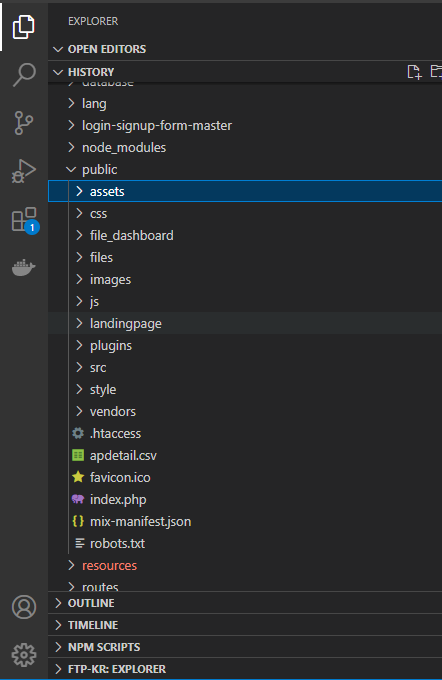 EXPLORER
OPEN EDITORS
HISTORY
database
lang
login-signup-form-master
node_modules
public
assets
css
file_dashboard
files
images
js
landingpage
plugins
src
style
vendors
.htaccess
apdetail.csv
favicon.ico
index.php
mix-manifest.json
robots.txt
resources
routes
OUTLINE
TIMELINE
NPM SCRIPTS
FTP-KR: EXPLORER
1